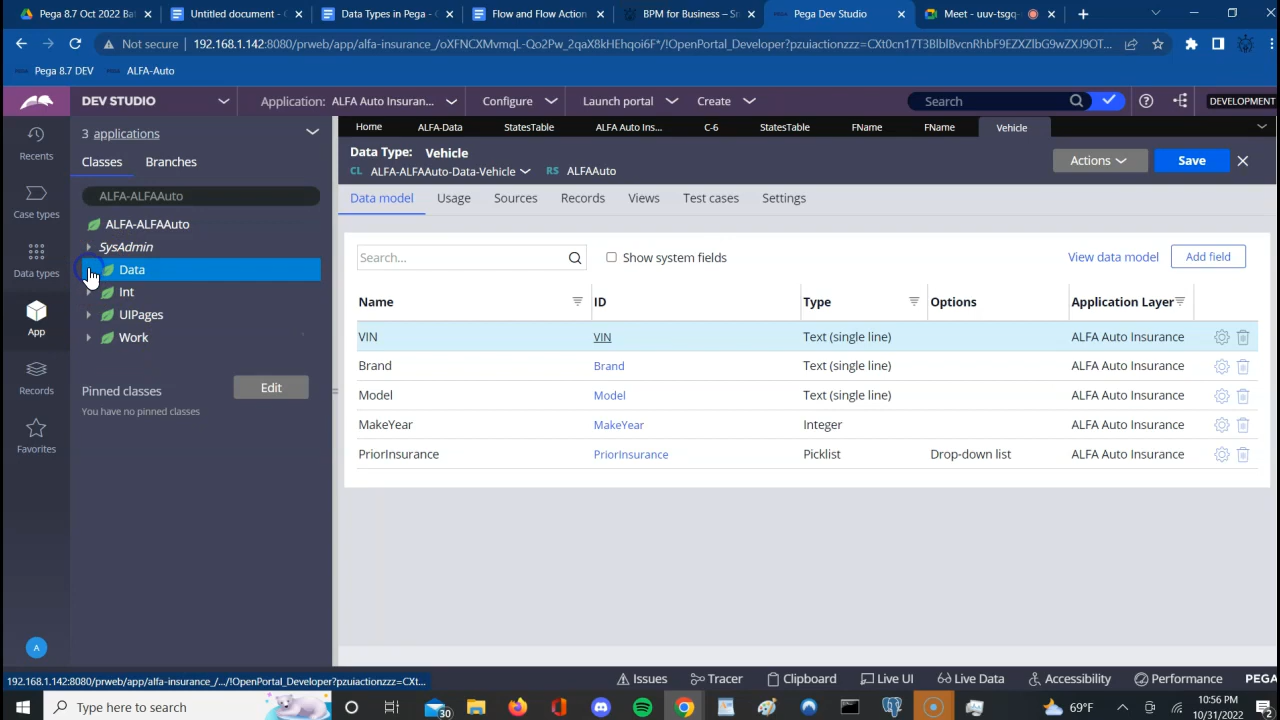 Pega 8.7 Oct 2022 Bat
Untitled document - G
Data Types in Pega - G
Flow and Flow Action
BPM for Business – Sn
Pega Dev Studio
Meet - uuv-tsgq
Not secure
192.168.1.142:8080/prweb/app/alfa-insurance_/
Pega 8.7 DEV
ALFA-Auto
DEV STUDIO
Application: ALFA Auto Insuran...
Configure
Launch portal
Create
Search
DEVELOPMENT
Recents
Case types
Data types
App
Records
Favorites
A
3 applications
Classes
Branches
ALFA-ALFAAuto
ALFA-ALFAAuto
SysAdmin
Data
Int
UIPages
Work
Pinned classes
Edit
You have no pinned classes
Home
ALFA-Data
StatesTable
ALFA Auto Ins...
C-6
StatesTable
FName
FName
Vehicle
Data Type: Vehicle
CL ALFA-ALFAAuto-Data-Vehicle
RS ALFAAuto
Actions
Save
Data model
Usage
Sources
Records
Views
Test cases
Settings
Search...
Show system fields
View data model
Add field
Name ID Type Options Application Layer
VIN VIN Text (single line) ALFA Auto Insurance
Brand Brand Text (single line) ALFA Auto Insurance
Model Model Text (single line) ALFA Auto Insurance
MakeYear MakeYear Integer ALFA Auto Insurance
PriorInsurance PriorInsurance Picklist Drop-down list ALFA Auto Insurance
192.168.1.142:8080/prweb/app/alfa-insurance_/.../!OpenPortal_Developer?pzuiactionzzz=CXt...
Issues
Tracer
Clipboard
Live UI
Live Data
Accessibility
Performance
PEGA
Type here to search
30
69°F
10:56 PM
10/31/2022